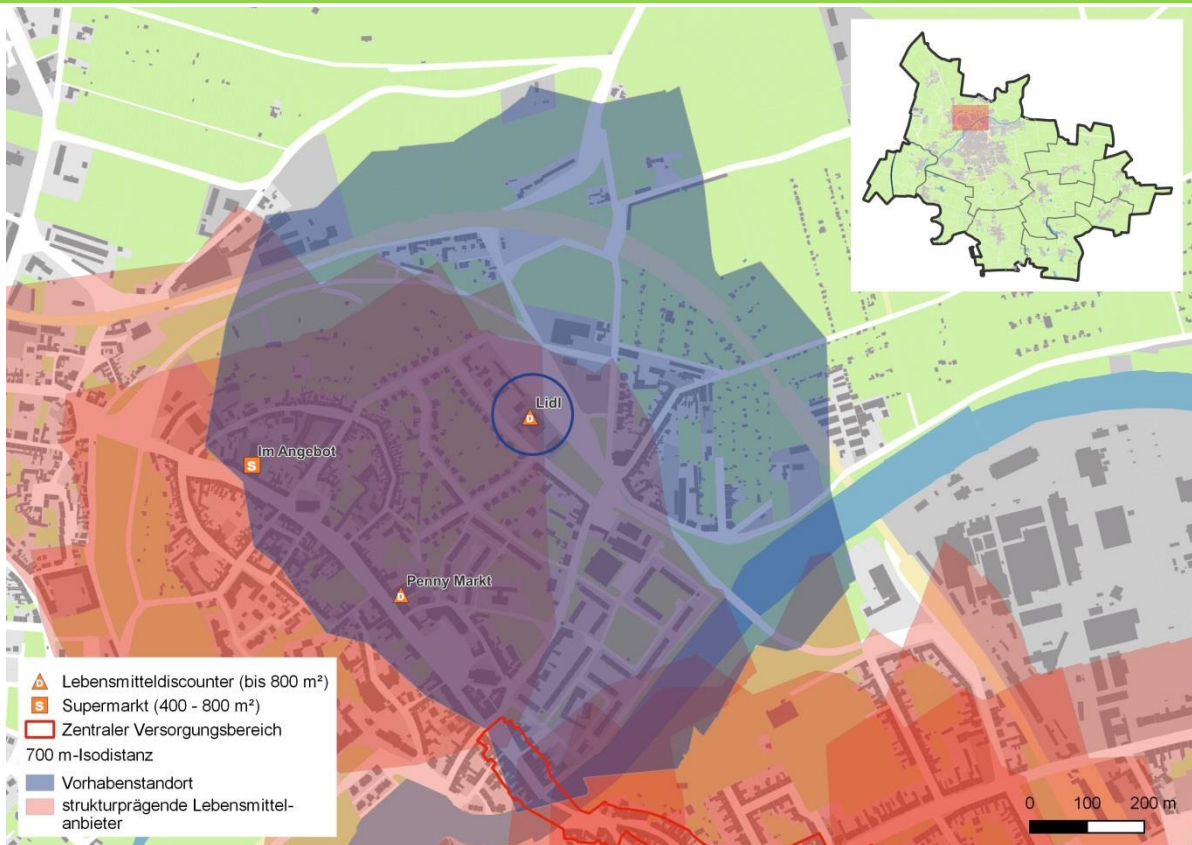 Lidl
D
Im Angebot
S
Penny Markt
D
D Lebensmitteldiscounter (bis 800 m²)
S Supermarkt (400 - 800 m²)
Zentraler Versorgungsbereich
700 m-Isodistanz
Vorhabenstandort
strukturprägende Lebensmittel-
anbieter
0 100 200 m